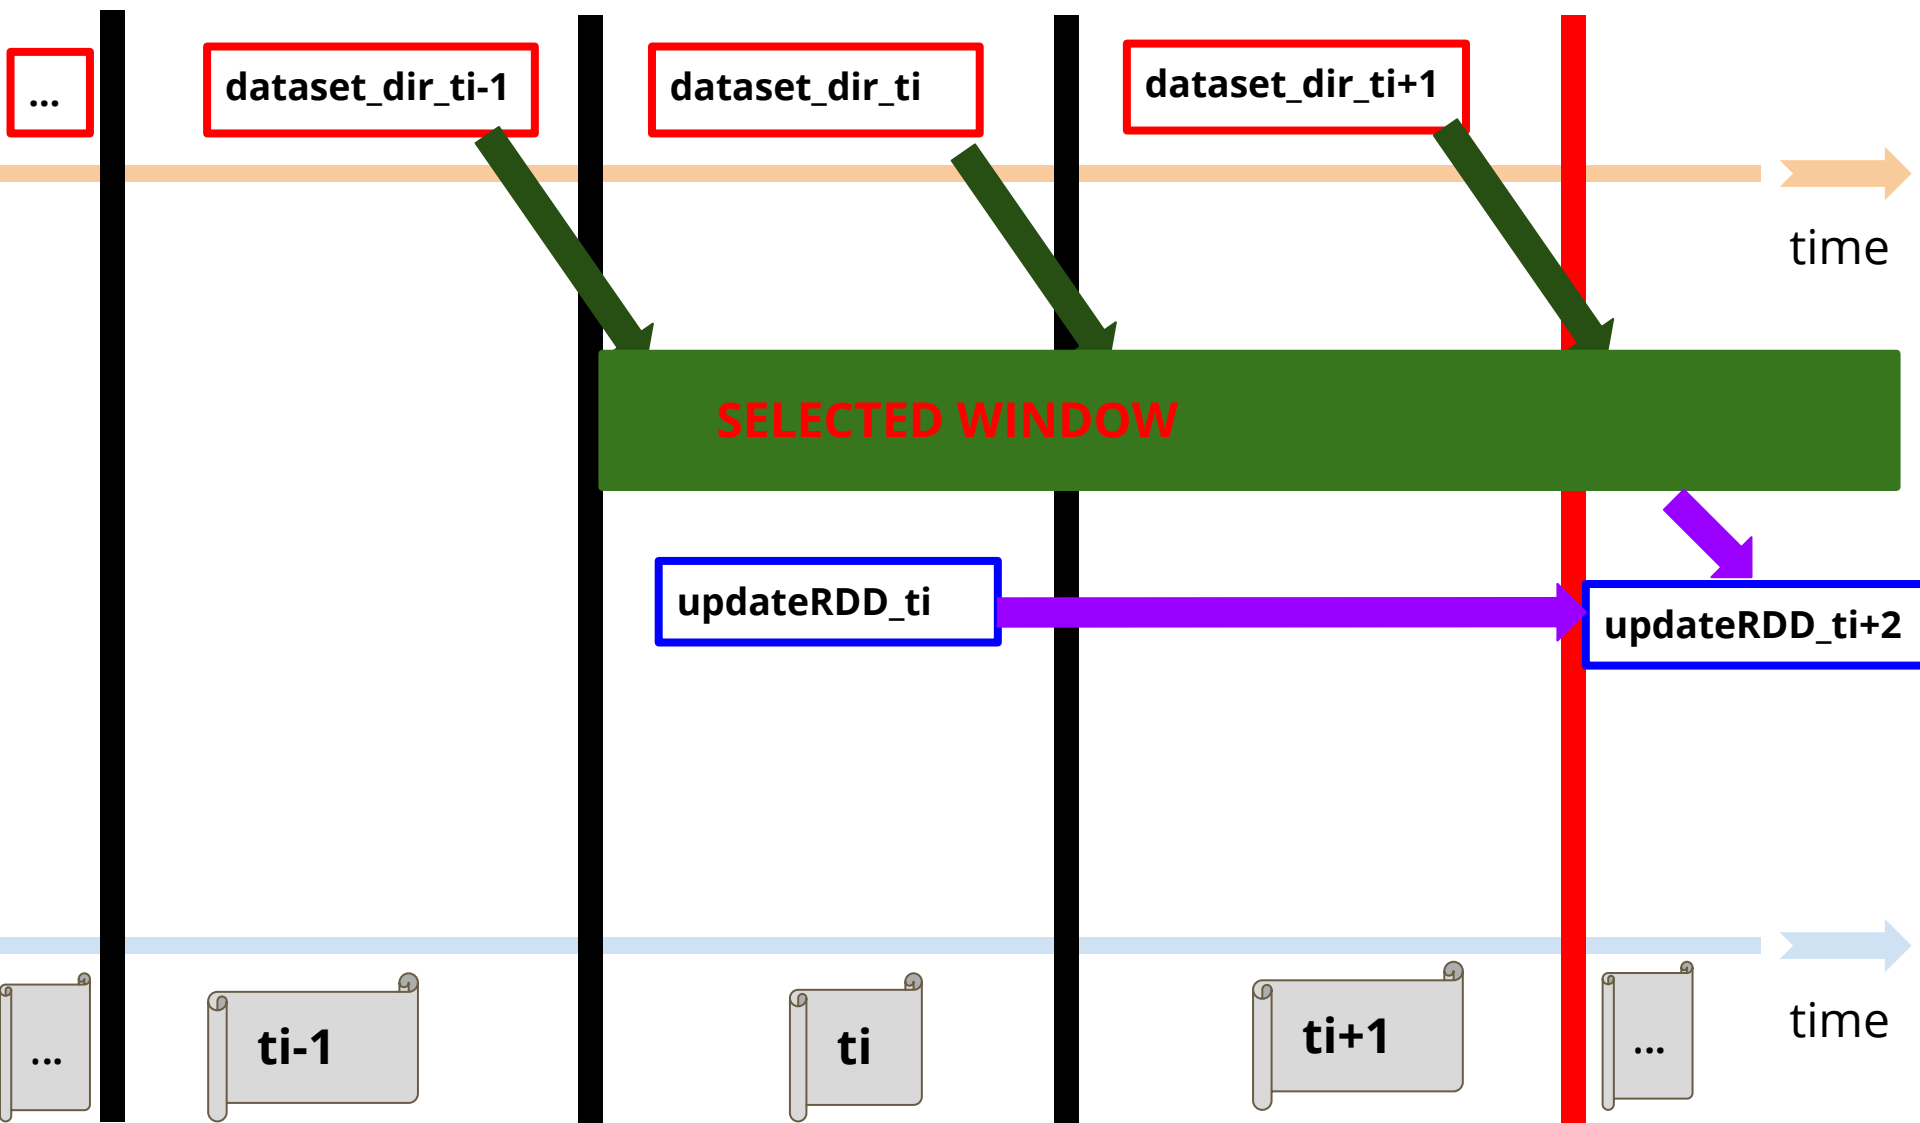 ...
dataset_dir_ti-1
dataset_dir_ti
dataset_dir_ti+1
time
SELECTED WINDOW
updateRDD_ti
updateRDD_ti+2
...
ti-1
ti
ti+1
...
time